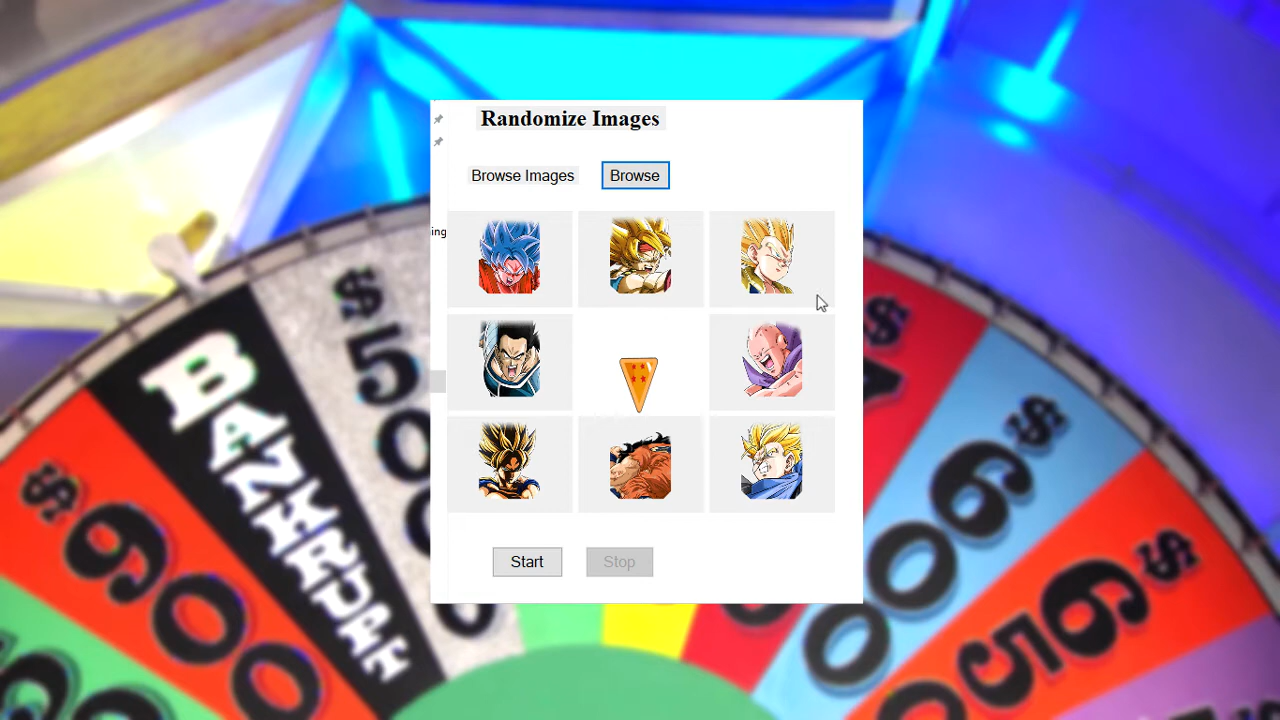 Randomize Images
Browse Images
Browse
ing
Start
Stop
BANKRUPT
$500
$900
$600
$650